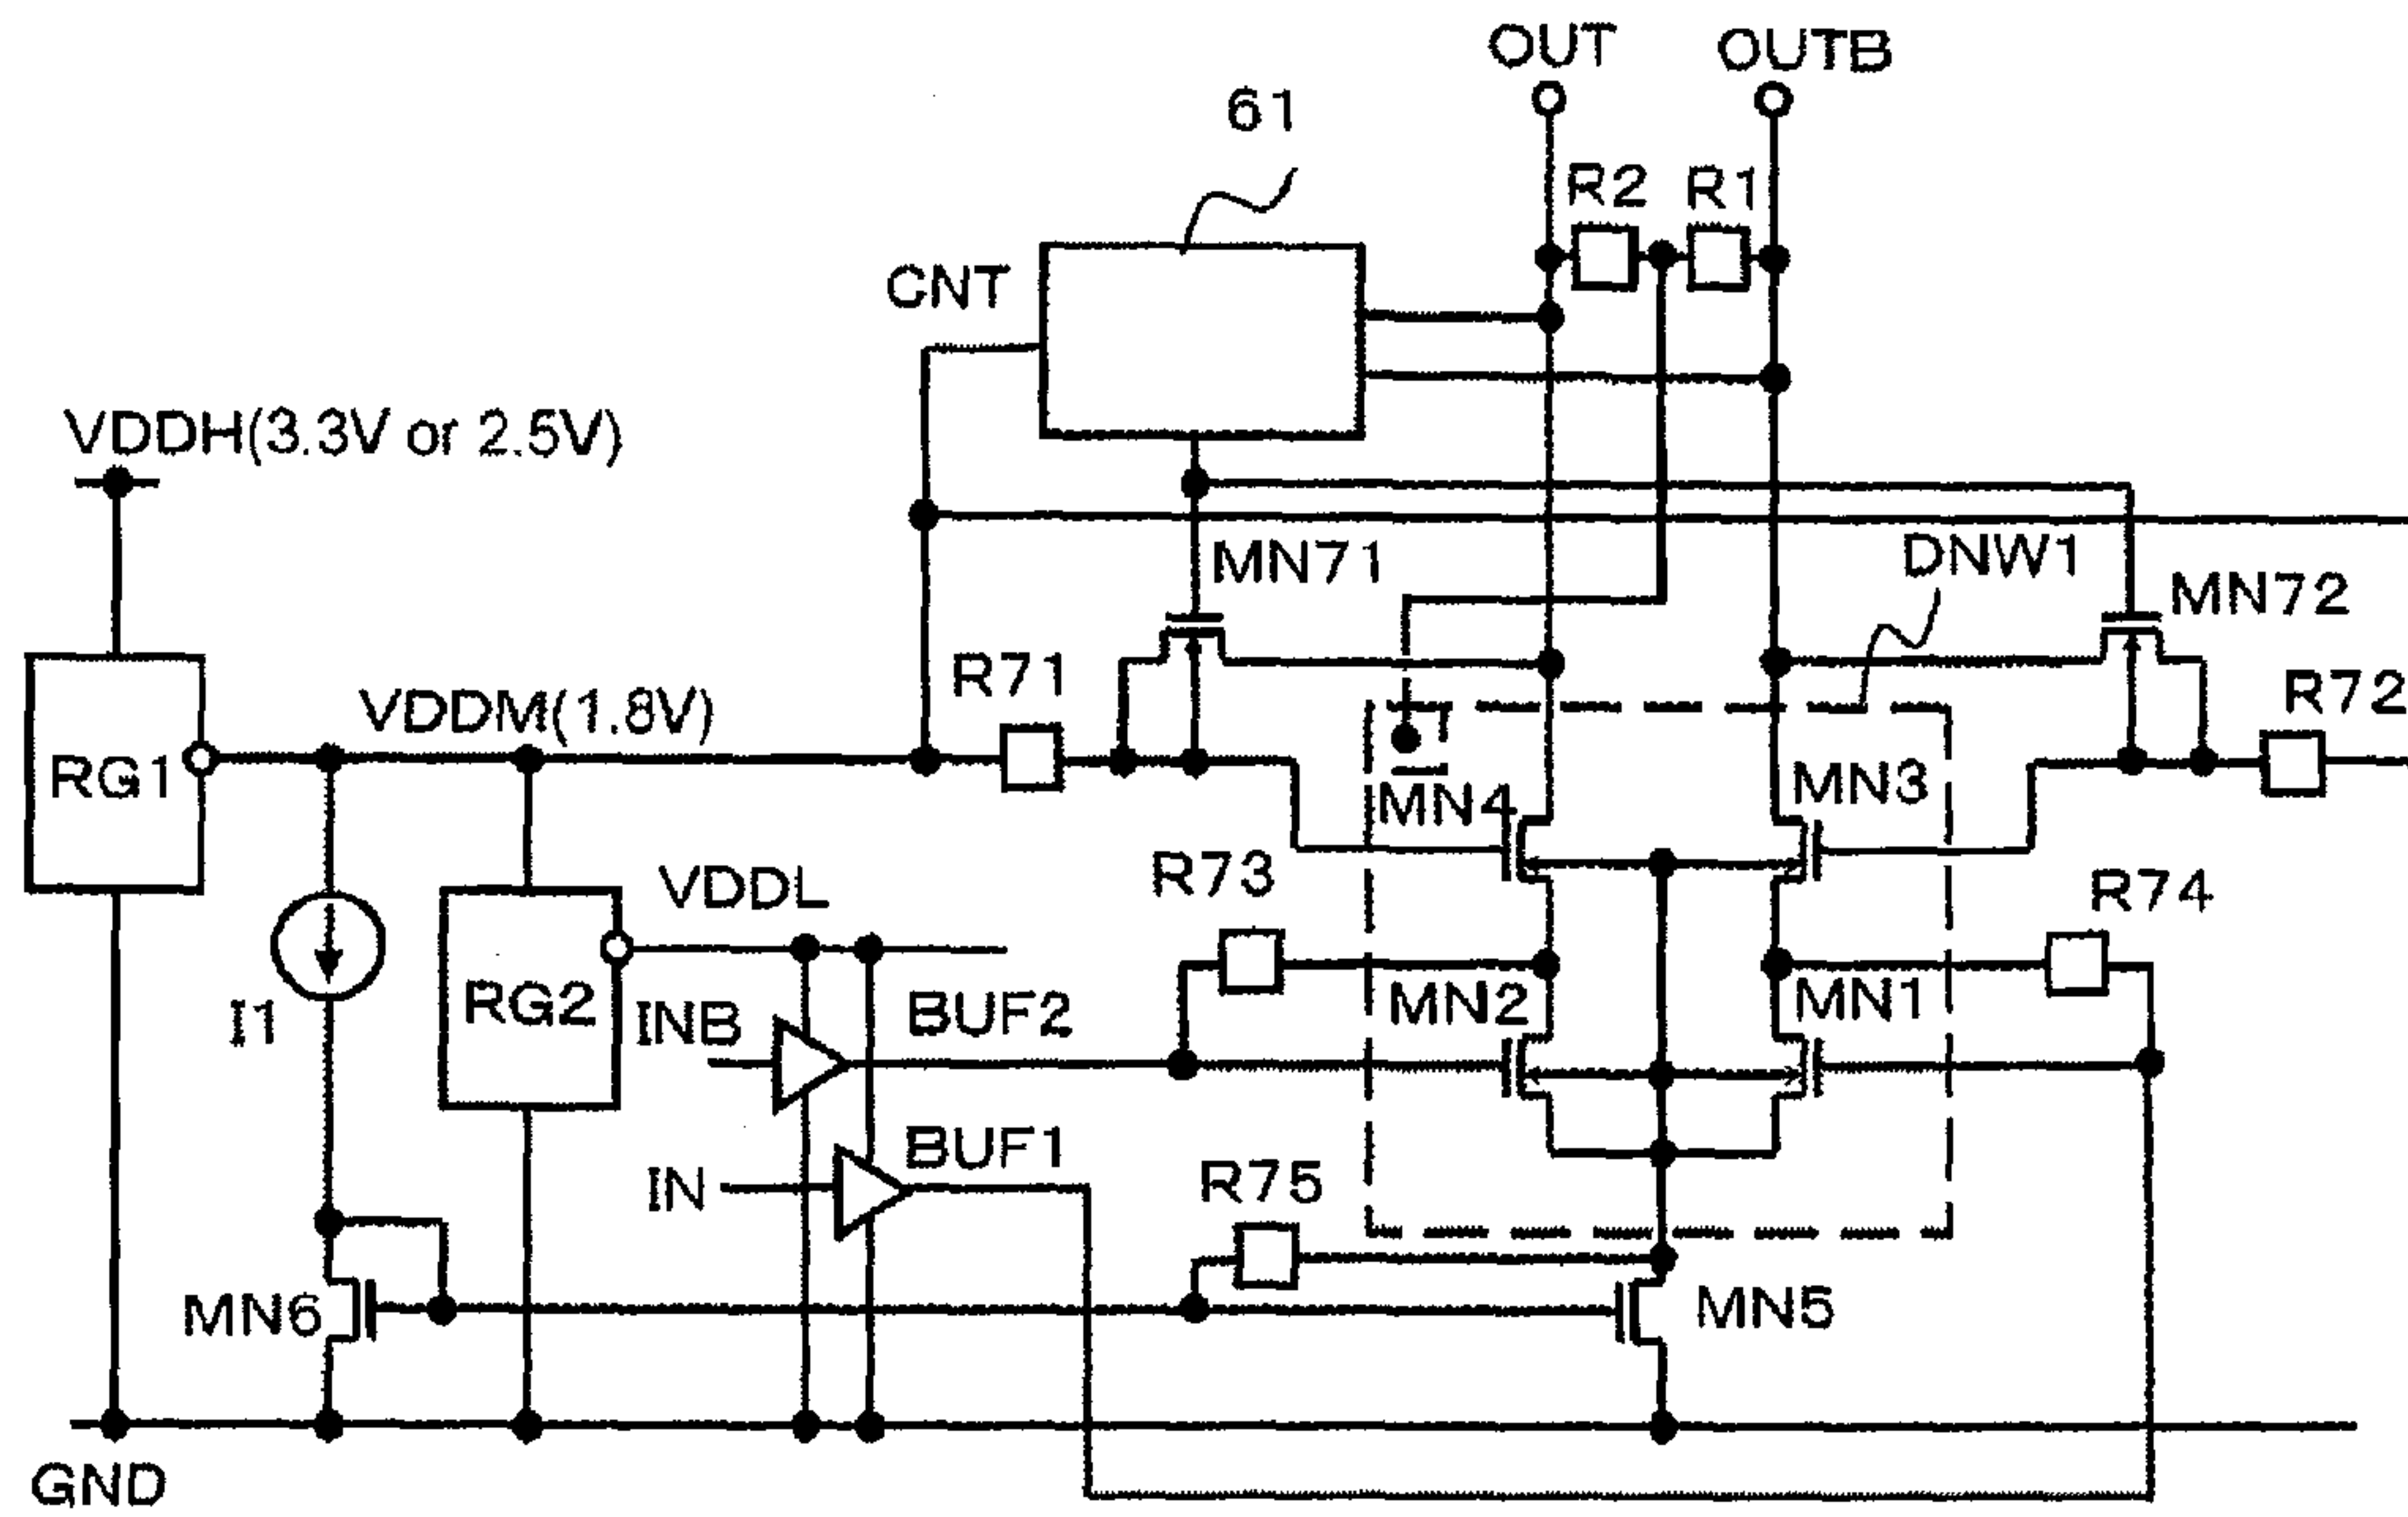 OUT
OUTB
61
R2
R1
CNT
VDDH(3.3V or 2.5V)
MN71
DNW1
MN72
R71
R72
VDDM(1.8V)
RG1
MN4
MN3
R73
R74
VDDL
RG2
I1
INB
BUF2
MN2
MN1
IN
BUF1
R75
MN6
MN5
GND